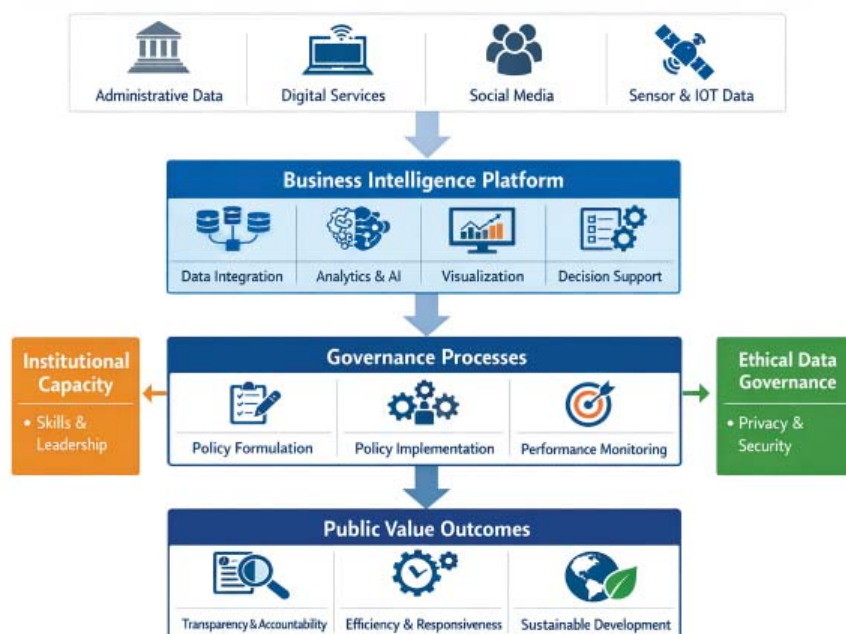 Administrative Data
Digital Services
Social Media
Sensor & IOT Data
Business Intelligence Platform
Data Integration
Analytics & AI
Visualization
Decision Support
Institutional
Capacity
• Skills &
Leadership
Governance Processes
Policy Formulation
Policy Implementation
Performance Monitoring
Ethical Data
Governance
• Privacy &
Security
Public Value Outcomes
Transparency & Accountability
Efficiency & Responsiveness
Sustainable Development